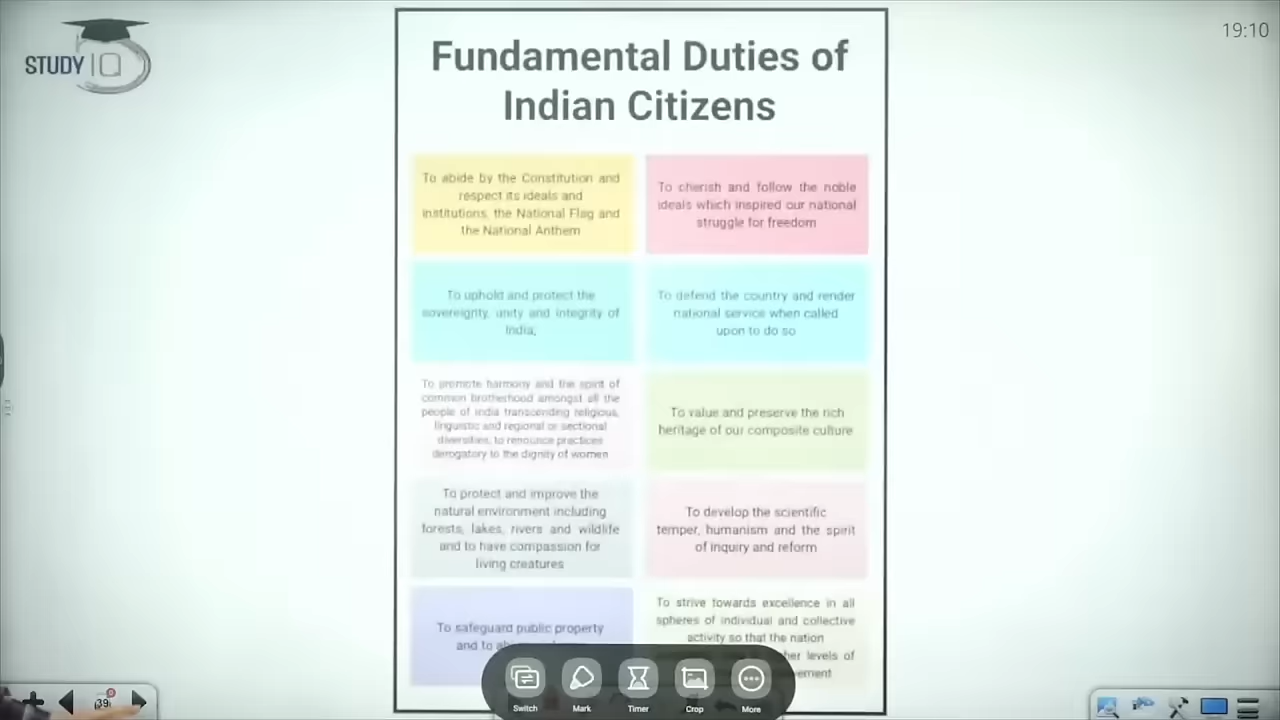 STUDY IQ
19:10
Fundamental Duties of
Indian Citizens
To abide by the Constitution and
respect its ideals and
institutions, the National Flag and
the National Anthem
To cherish and follow the noble
ideals which inspired our national
struggle for freedom
To uphold and protect the
sovereignty, unity and integrity of
India;
To defend the country and render
national service when called
upon to do so
To promote harmony and the spirit of
common brotherhood amongst all the
people of India transcending religious,
linguistic and regional or sectional
diversities, to renounce practices
derogatory to the dignity of women
To value and preserve the rich
heritage of our composite culture
To protect and improve the
natural environment including
forests, lakes, rivers and wildlife
and to have compassion for
living creatures
To develop the scientific
temper, humanism and the spirit
of inquiry and reform
To safeguard public property
and to
To strive towards excellence in all
spheres of individual and collective
activity so that the nation
levels of
Switch
Mark
Timer
Crop
More
39